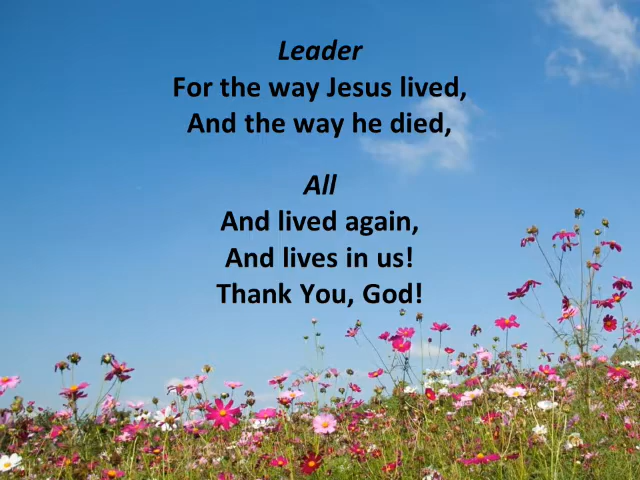 Leader
For the way Jesus lived,
And the way he died,
All
And lived again,
And lives in us!
Thank You, God!